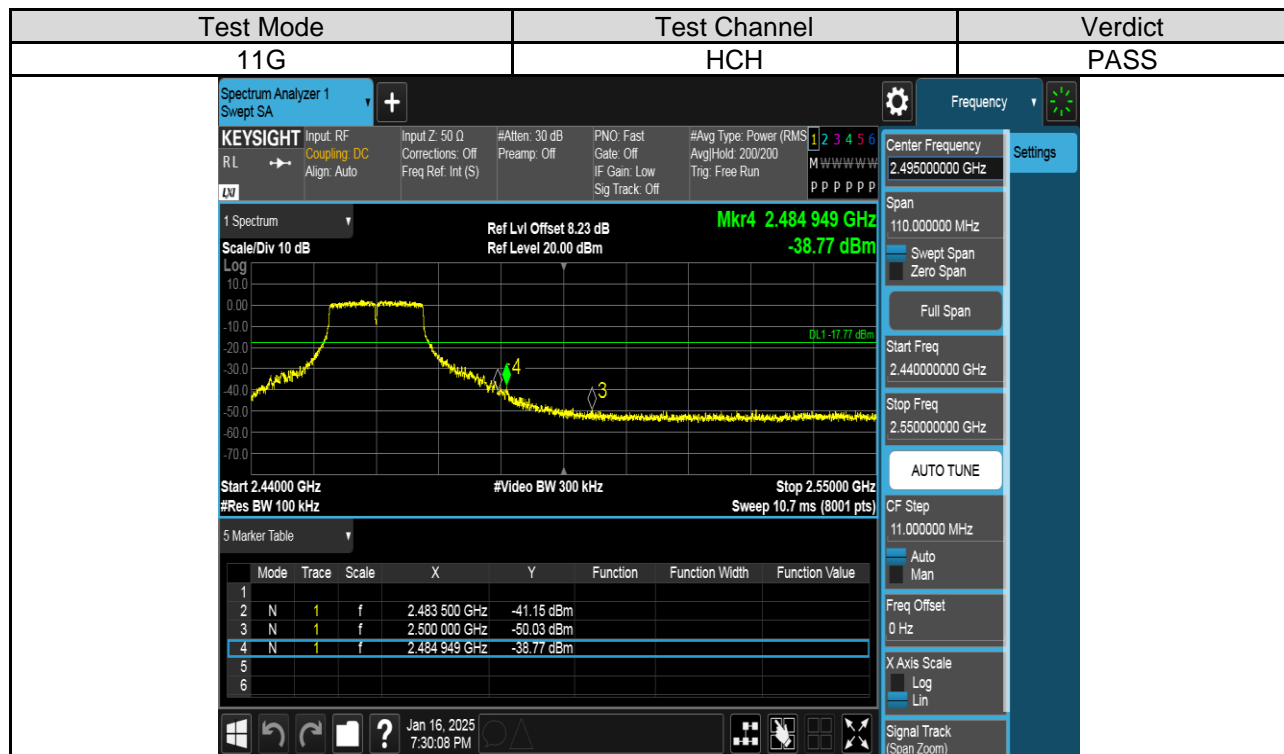 Test Mode Test Channel Verdict
11G HCH PASS
Spectrum Analyzer 1
Swept SA
+
Frequency
KEYSIGHT
RL
LXI
Input: RF
Coupling: DC
Align: Auto
Input Z: 50 Ω
Corrections: Off
Freq Ref: Int (S)
#Atten: 30 dB
Preamp: Off
PNO: Fast
Gate: Off
IF Gain: Low
Sig Track: Off
#Avg Type: Power (RMS
Avg|Hold: 200/200
Trig: Free Run
1 2 3 4 5 6
M W W W W W
P P P P P P
1 Spectrum
Scale/Div 10 dB
Ref Lvl Offset 8.23 dB
Ref Level 20.00 dBm
Mkr4 2.484 949 GHz
-38.77 dBm
Log
10.0
0.00
-10.0
-20.0
-30.0
-40.0
-50.0
-60.0
-70.0
DL1 -17.77 dBm
4
3
Start 2.44000 GHz
#Res BW 100 kHz
#Video BW 300 kHz
Stop 2.55000 GHz
Sweep 10.7 ms (8001 pts)
5 Marker Table
Mode Trace Scale X Y Function Function Width Function Value
1
2 N 1 f 2.483 500 GHz -41.15 dBm
3 N 1 f 2.500 000 GHz -50.03 dBm
4 N 1 f 2.484 949 GHz -38.77 dBm
5
6
?
Jan 16, 2025
7:30:08 PM
Settings
Center Frequency
2.495000000 GHz
Span
110.000000 MHz
Swept Span
Zero Span
Full Span
Start Freq
2.440000000 GHz
Stop Freq
2.550000000 GHz
AUTO TUNE
CF Step
11.000000 MHz
Auto
Man
Freq Offset
0 Hz
X Axis Scale
Log
Lin
Signal Track
(Span Zoom)